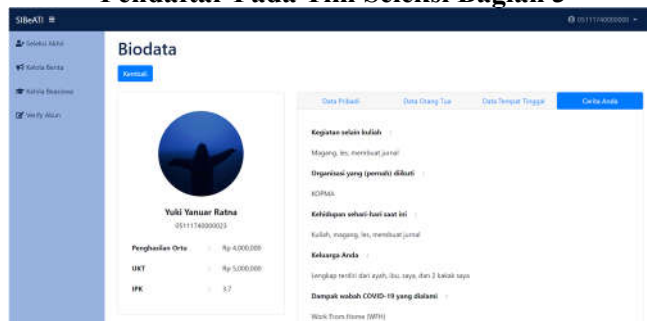 Pendaftar Pada Tim Seleksi Bagian 3
SIBeATI
05111740000000
Seleksi Akhir
Kelola Berita
Kelola Beasiswa
Verify Akun
Biodata
Kembali
Yuki Yanuar Ratna
05111740000023
Penghasilan Ortu : Rp 4,000,000
UKT : Rp 5,000,000
IPK : 3.7
Data Pribadi
Data Orang Tua
Data Tempat Tinggal
Cerita Anda
Kegiatan selain kuliah :
Magang, les, membuat jurnal
Organisasi yang (pernah) diikuti :
KOPMA
Kehidupan sehari-hari saat ini :
Kuliah, magang, les, membuat jurnal
Keluarga Anda :
Lengkap terdiri dari ayah, ibu, saya, dan 2 kakak saya
Dampak wabah COVID-19 yang dialami :
Work From Home (WFH)